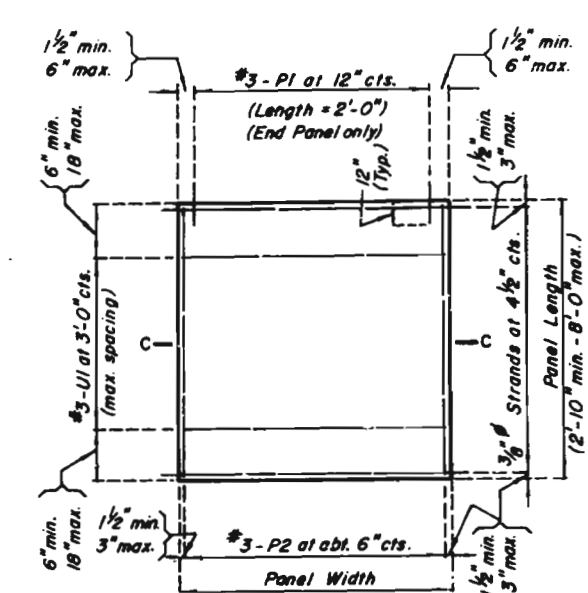 1½" min.
6" max.
#3-P1 at 12" cts.
(Length = 2'-0")
(End Panel only)
1½" min.
6" max.
6" min.
18" max.
12"
(Typ.)
1½" min.
3" max.
#3-U1 at 3'-0" cts.
(max. spacing)
C
C
3/8" ø Strands at 4½" cts.
Panel Length
(2'-10" min. - 8'-0" max.)
6" min.
18" max.
1½" min.
3" max.
#3-P2 at abt. 6" cts.
1½" min.
3" max.
Panel Width